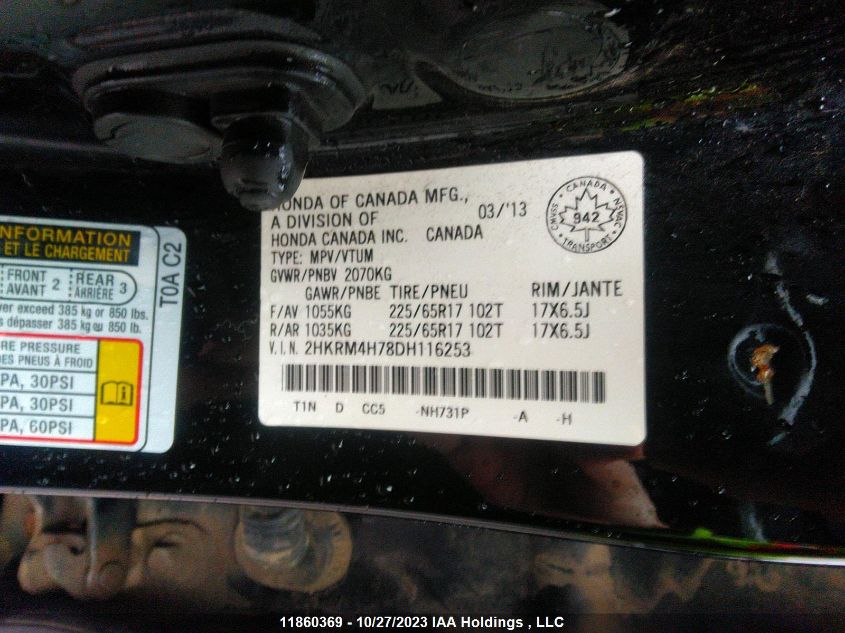 HONDA OF CANADA MFG.,
A DIVISION OF
HONDA CANADA INC. CANADA
03/'13
TYPE: MPV/VTUM
GVWR/PNBV 2070KG
GAWR/PNBE TIRE/PNEU RIM/JANTE
F/AV 1055KG 225/65R17 102T 17X6.5J
R/AR 1035KG 225/65R17 102T 17X6.5J
V.I.N. 2HKRM4H78DH116253
T1N D CC5 -NH731P -A -H
CANADA
CMVSS 942 NSVAC
TRANSPORT
INFORMATION
ET LE CHARGEMENT
FRONT
AVANT 2
REAR
ARRIÈRE 3
ver exceed 385 kg or 850 lbs.
s dépasser 385 kg ou 850 lb.
RE PRESSURE
DES PNEUS À FROID
PA, 30PSI
PA, 30PSI
PA, 60PSI
T0A C2
11860369 - 10/27/2023 IAA Holdings , LLC